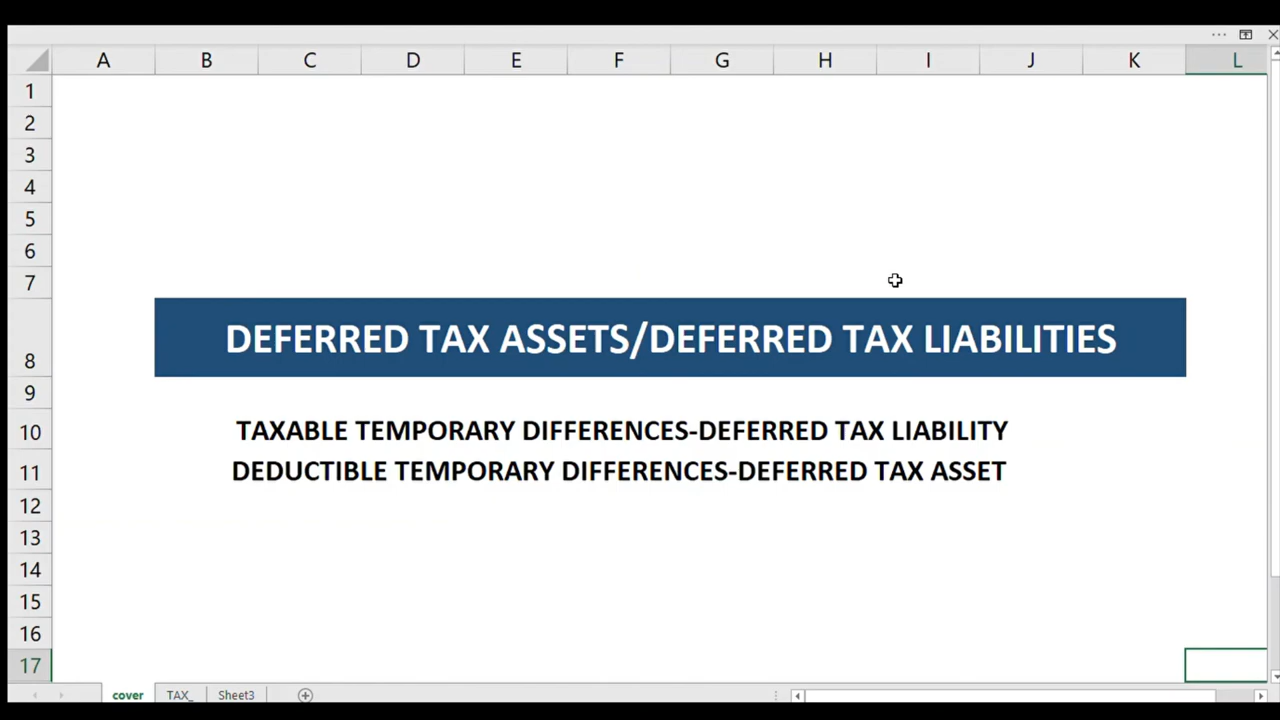 A B C D E F G H I J K L
1
2
3
4
5
6
7
8 DEFERRED TAX ASSETS/DEFERRED TAX LIABILITIES
9
10 TAXABLE TEMPORARY DIFFERENCES-DEFERRED TAX LIABILITY
11 DEDUCTIBLE TEMPORARY DIFFERENCES-DEFERRED TAX ASSET
12
13
14
15
16
17
cover TAX_ Sheet3